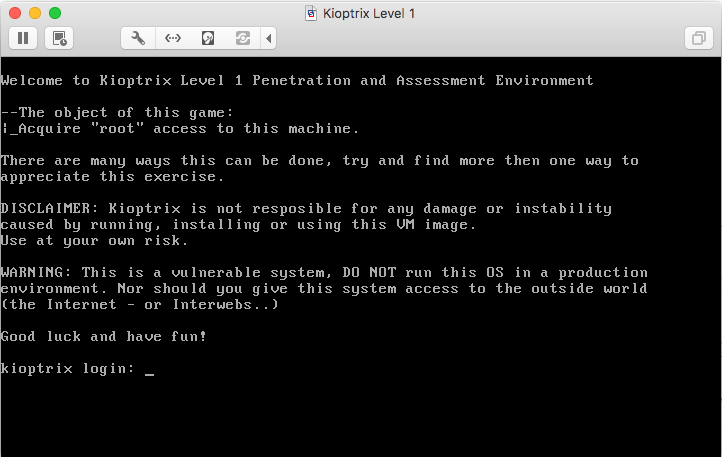 Kioptrix Level 1
Welcome to Kioptrix Level 1 Penetration and Assessment Environment
--The object of this game:
|_Acquire "root" access to this machine.
There are many ways this can be done, try and find more then one way to
appreciate this exercise.
DISCLAIMER: Kioptrix is not resposible for any damage or instability
caused by running, installing or using this VM image.
Use at your own risk.
WARNING: This is a vulnerable system, DO NOT run this OS in a production
environment. Nor should you give this system access to the outside world
(the Internet - or Interwebs..)
Good luck and have fun!
kioptrix login: _